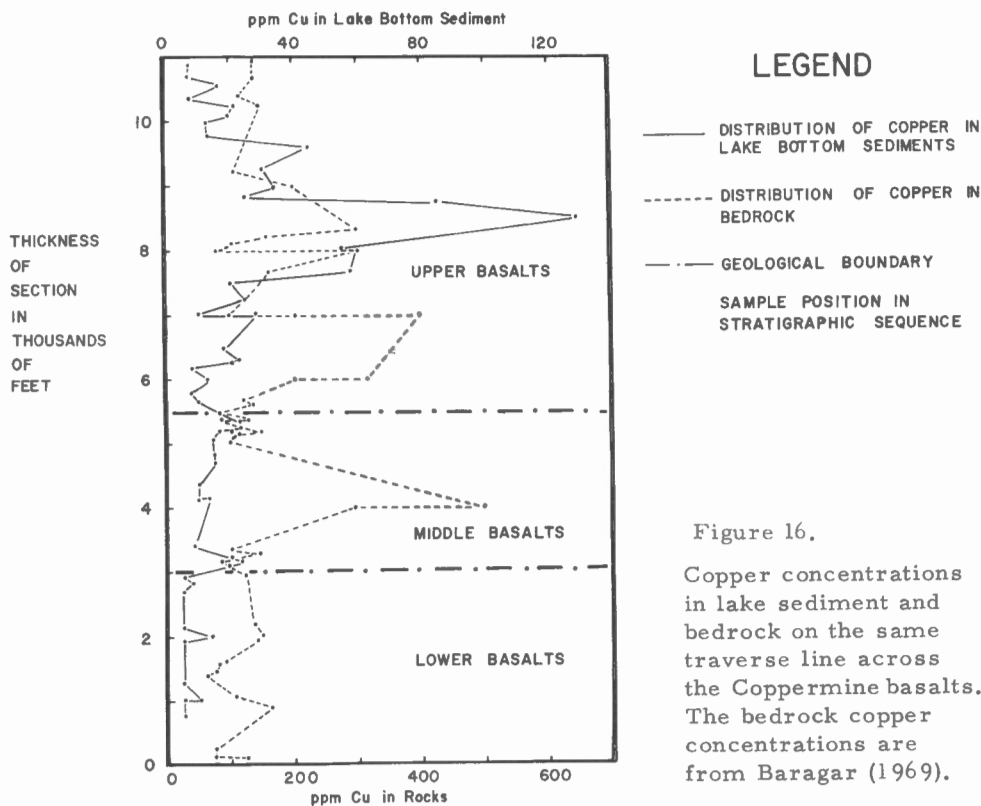 ppm Cu in Lake Bottom Sediment
0 40 80 120
10
8
6
4
2
0
THICKNESS
OF
SECTION
IN
THOUSANDS
OF
FEET
UPPER BASALTS
MIDDLE BASALTS
LOWER BASALTS
0 200 400 600
ppm Cu in Rocks
LEGEND
DISTRIBUTION OF COPPER IN
LAKE BOTTOM SEDIMENTS
DISTRIBUTION OF COPPER IN
BEDROCK
GEOLOGICAL BOUNDARY
SAMPLE POSITION IN
STRATIGRAPHIC SEQUENCE
Figure 16.
Copper concentrations
in lake sediment and
bedrock on the same
traverse line across
the Coppermine basalts.
The bedrock copper
concentrations are
from Baragar (1969).